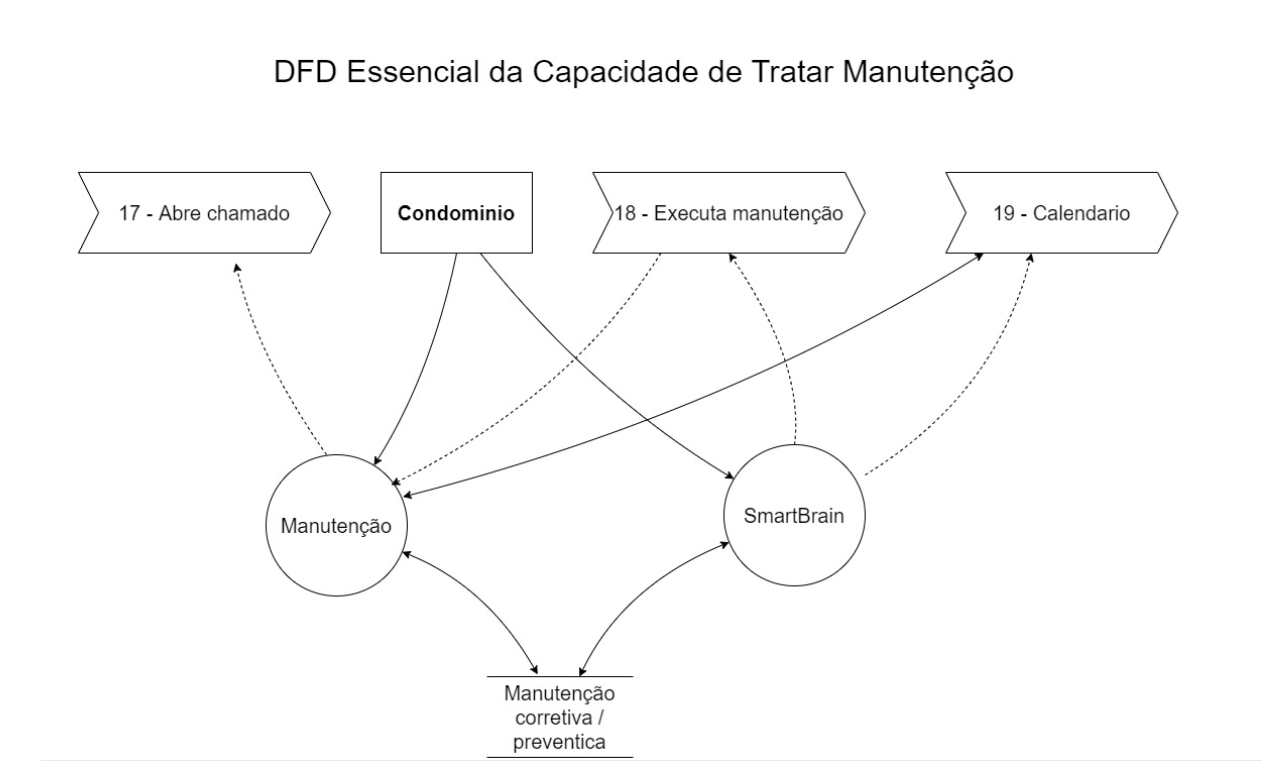 DFD Essencial da Capacidade de Tratar Manutenção
17 - Abre chamado
Condominio
18 - Executa manutenção
19 - Calendario
Manutenção
SmartBrain
Manutenção
corretiva /
preventica